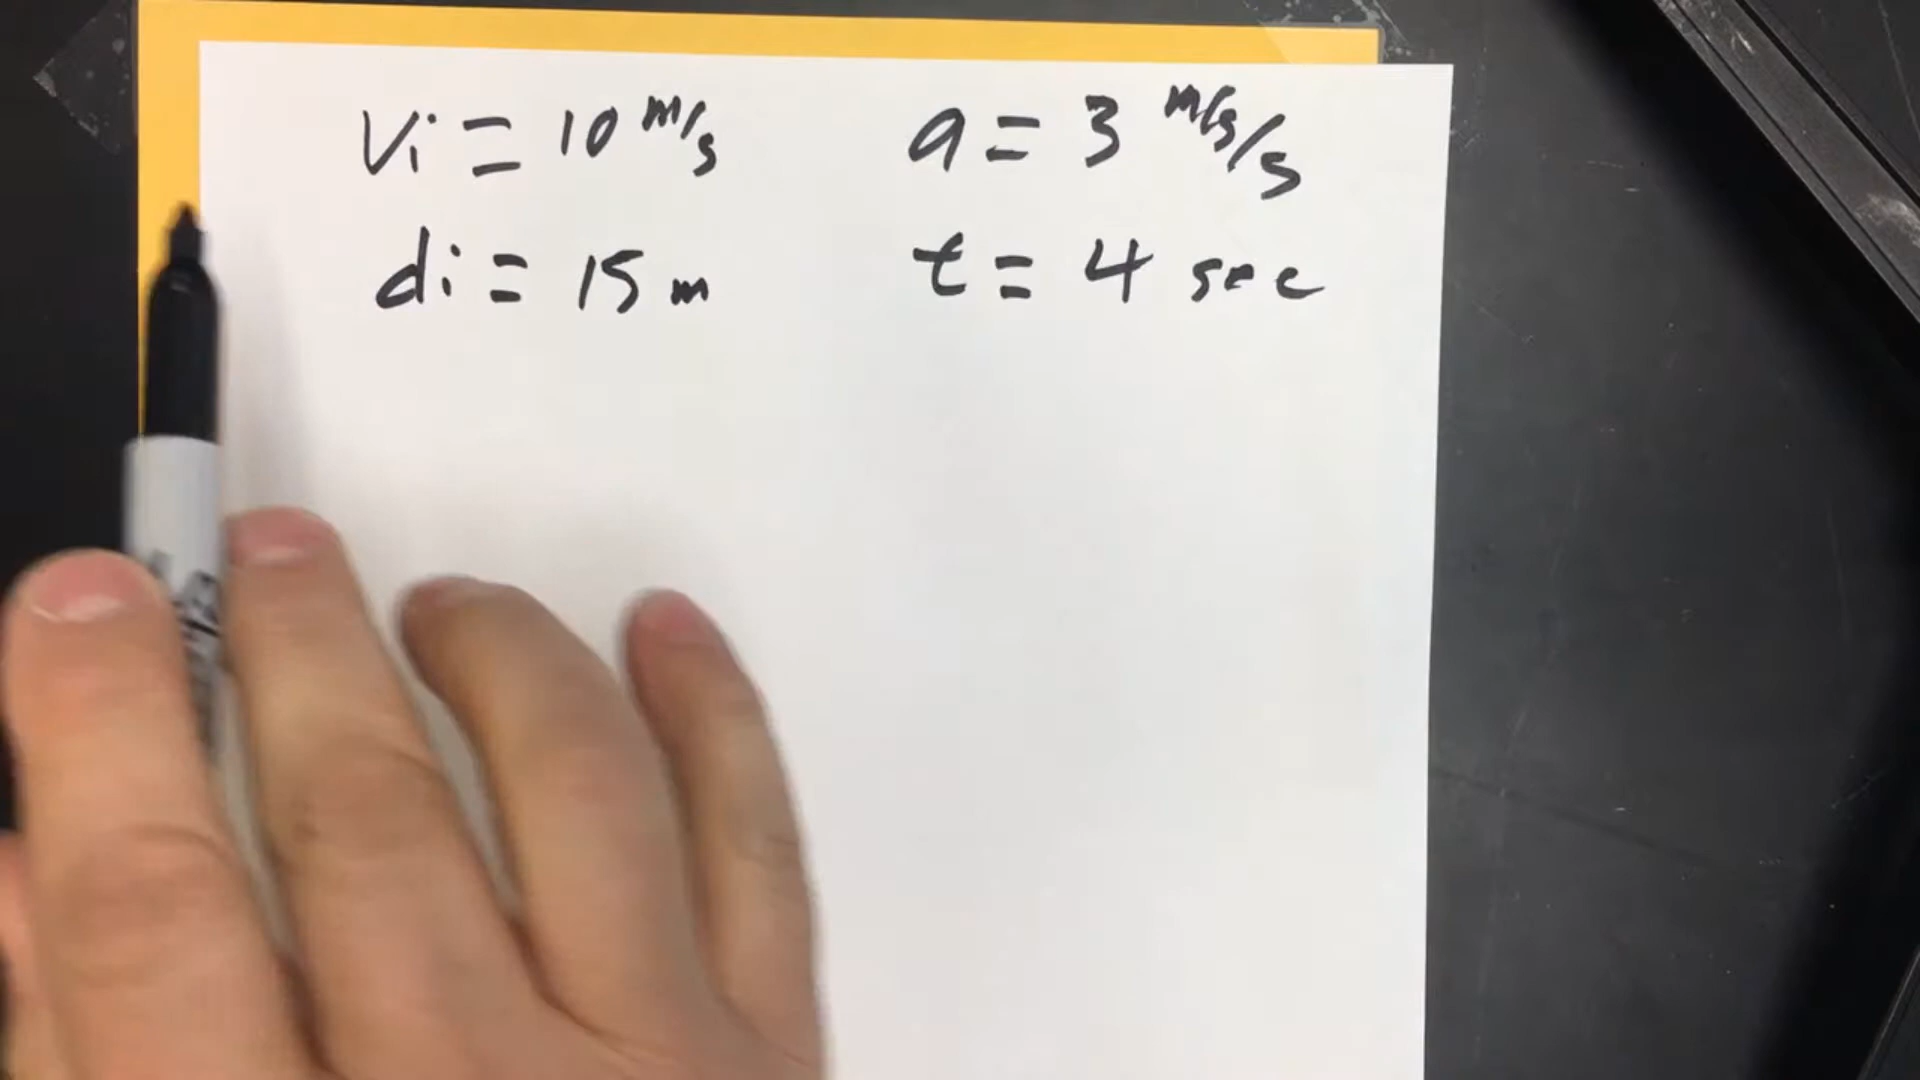 Vi = 10 m/s a = 3 m/s/s
di = 15 m t = 4 sec